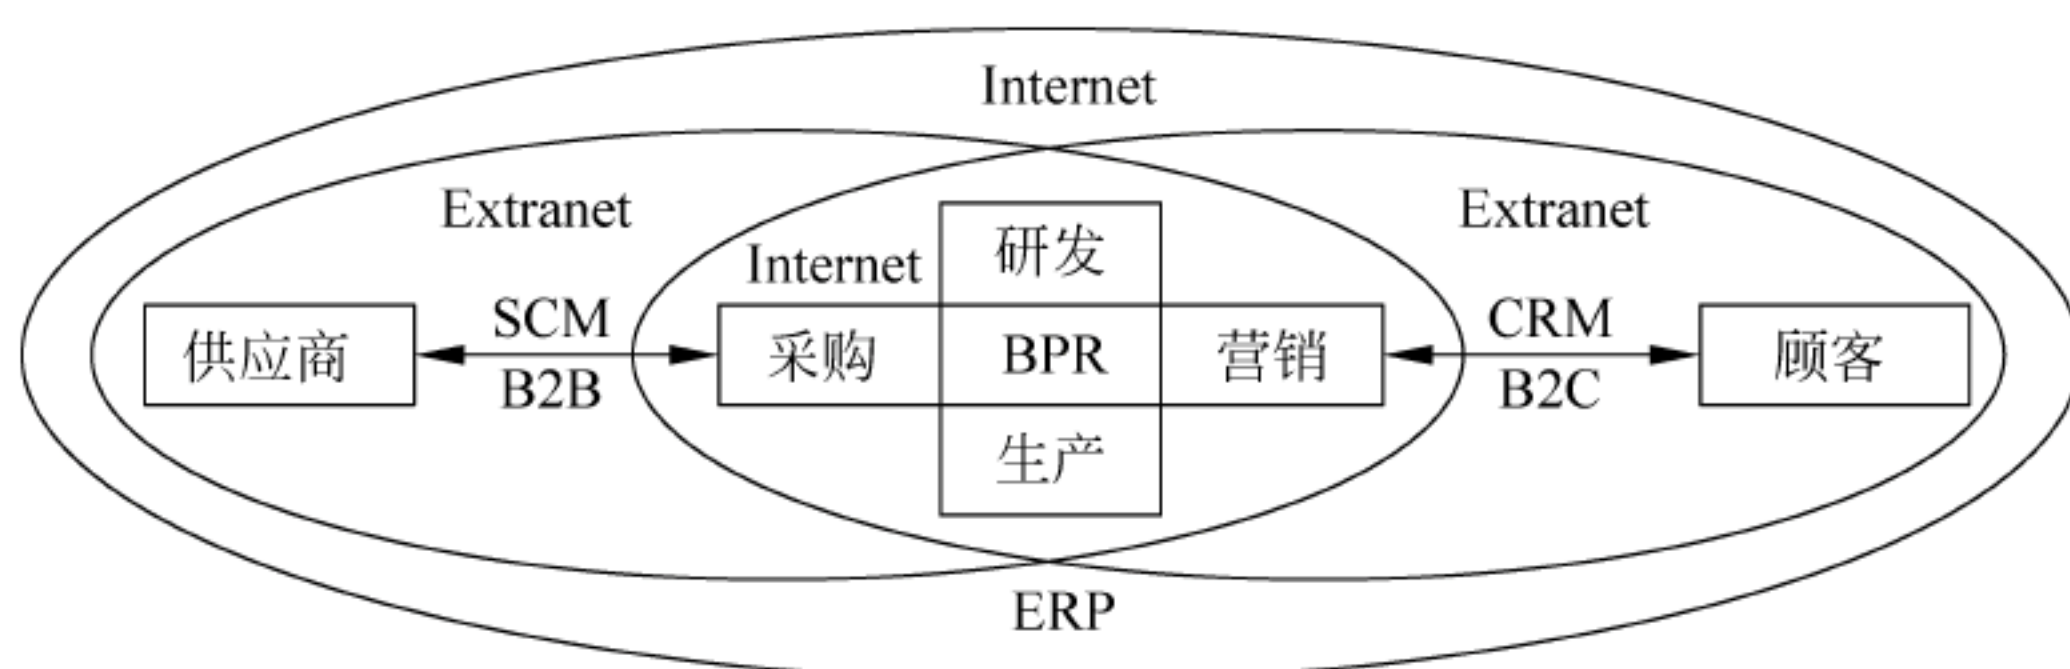 Internet
Extranet
Extranet
Internet
研发
供应商
SCM
B2B
采购
BPR
营销
CRM
B2C
顾客
生产
ERP